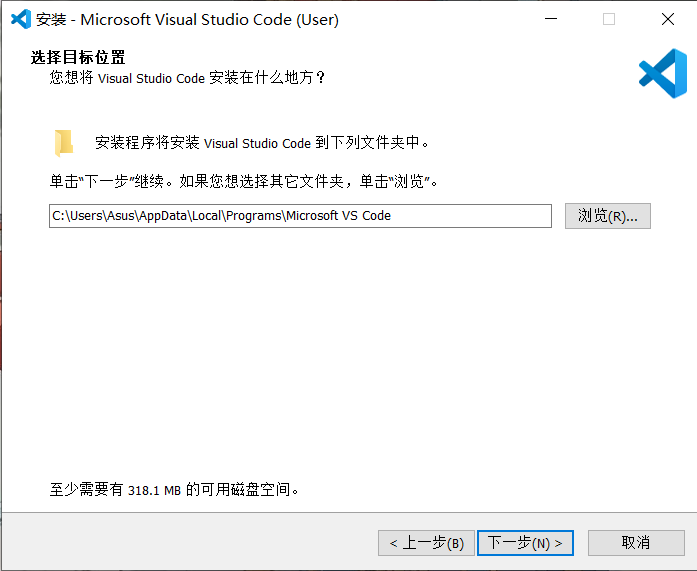 安装 - Microsoft Visual Studio Code (User)
选择目标位置
您想将 Visual Studio Code 安装在什么地方？
安装程序将安装 Visual Studio Code 到下列文件夹中。
单击“下一步”继续。如果您想选择其它文件夹，单击“浏览”。
C:\Users\Asus\AppData\Local\Programs\Microsoft VS Code
浏览(R)...
至少需要有 318.1 MB 的可用磁盘空间。
< 上一步(B) 下一步(N) > 取消